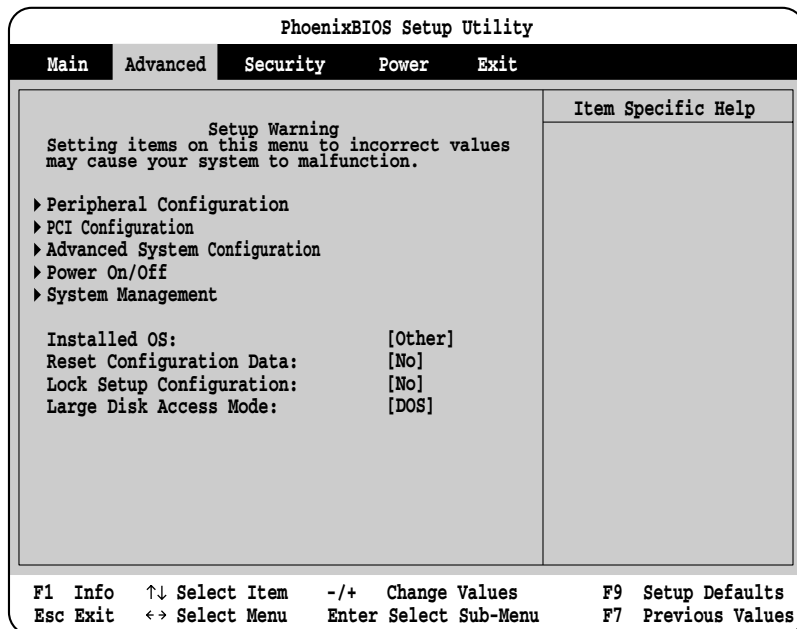 PhoenixBIOS Setup Utility
Main Advanced Security Power Exit
Item Specific Help
Setup Warning
Setting items on this menu to incorrect values
may cause your system to malfunction.
Peripheral Configuration
PCI Configuration
Advanced System Configuration
Power On/Off
System Management
Installed OS: [Other]
Reset Configuration Data: [No]
Lock Setup Configuration: [No]
Large Disk Access Mode: [DOS]
F1 Info ↑↓ Select Item -/+ Change Values F9 Setup Defaults
Esc Exit ←→ Select Menu Enter Select Sub-Menu F7 Previous Values